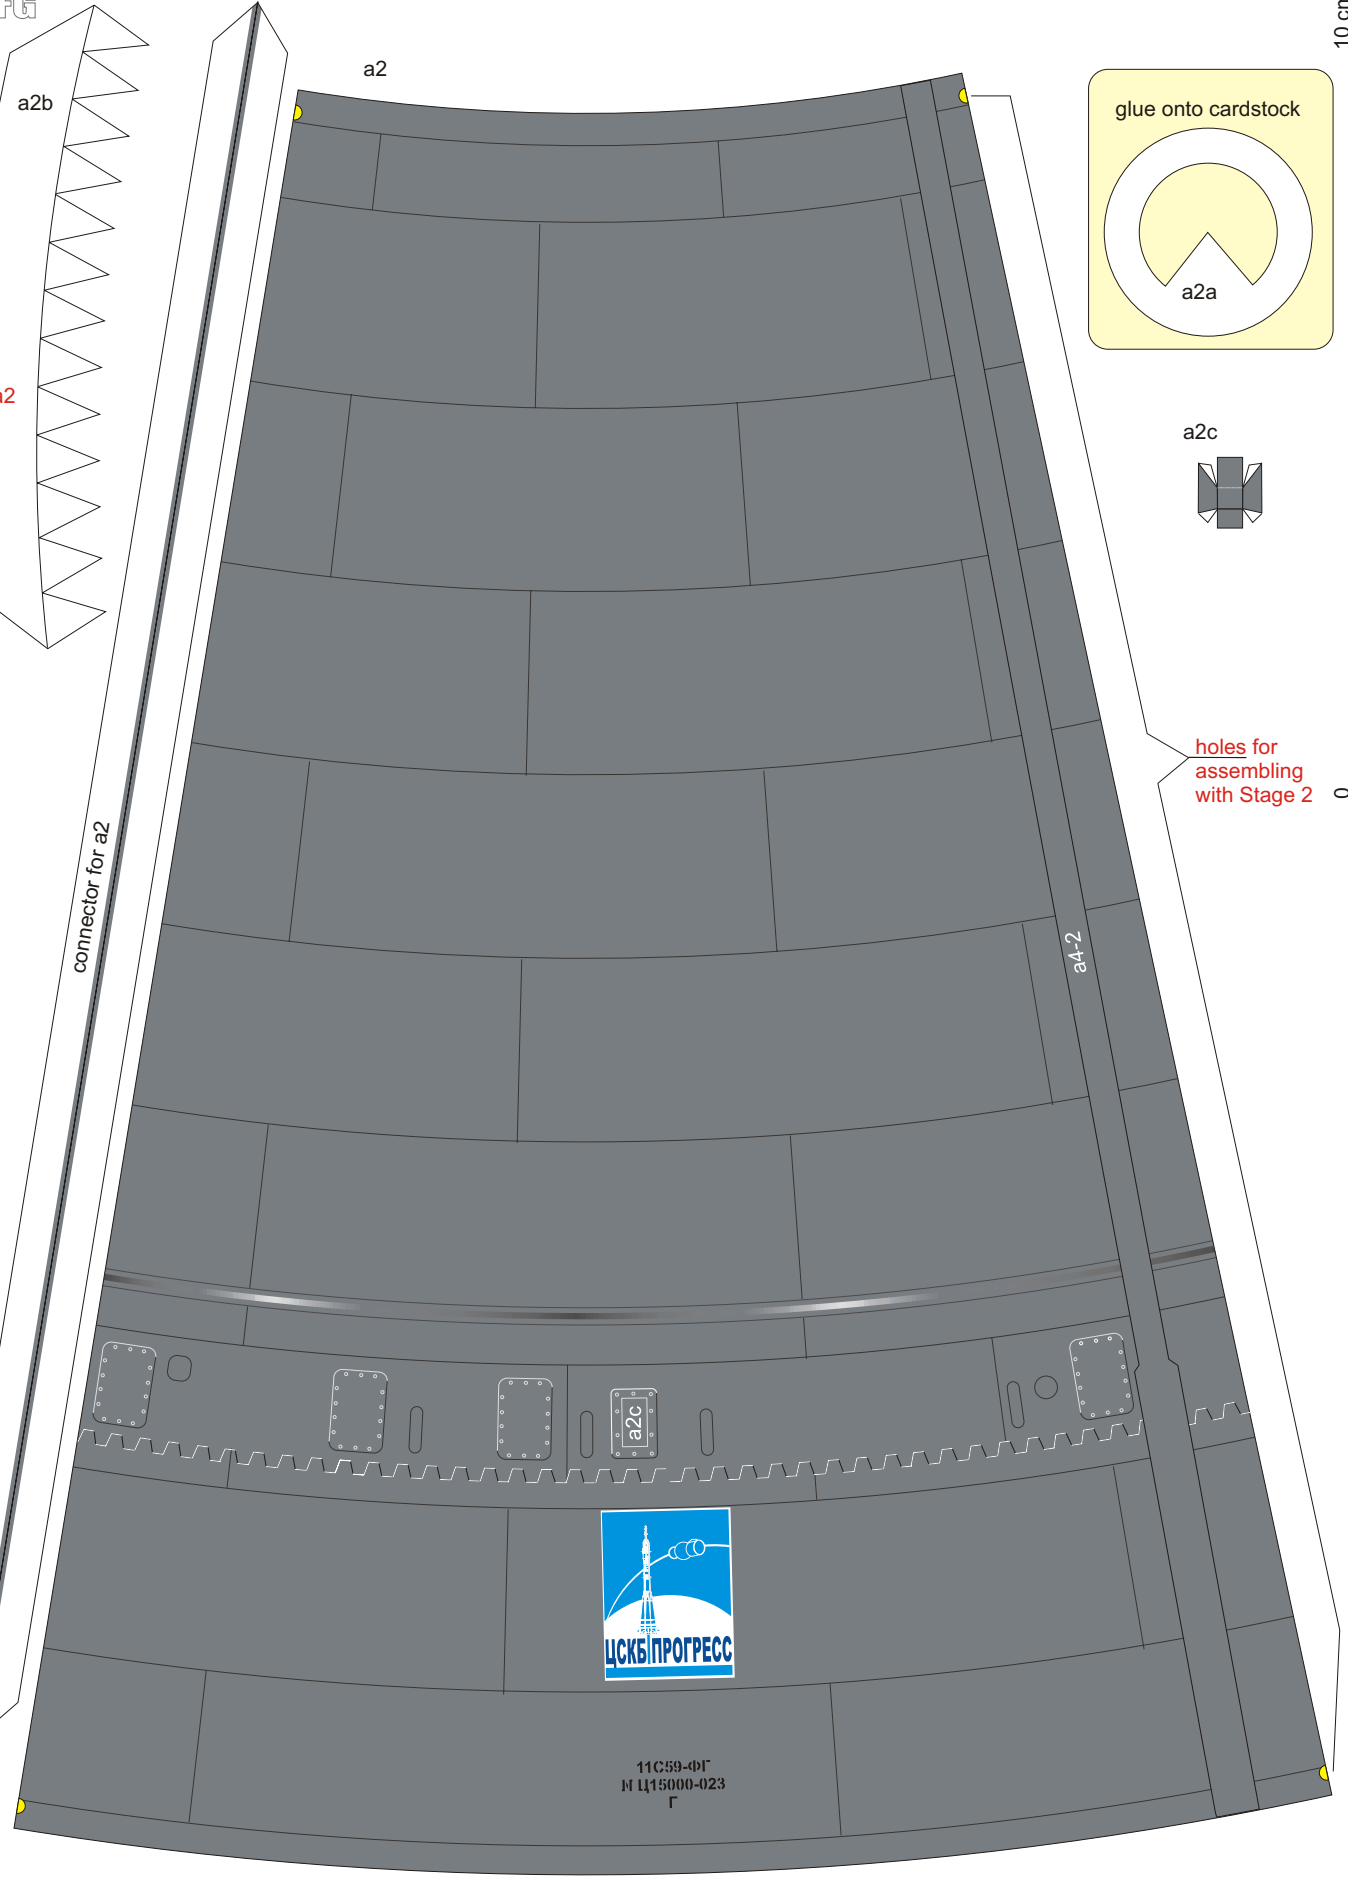 a2
10 cm
a2b
glue onto cardstock
a2a
a2
a2c
holes for
assembling
with Stage 2
0
connector for a2
a4-2
a2c
ЦСКБ ПРОГРЕСС
11С59-ФГ
N Ц15000-023
Г